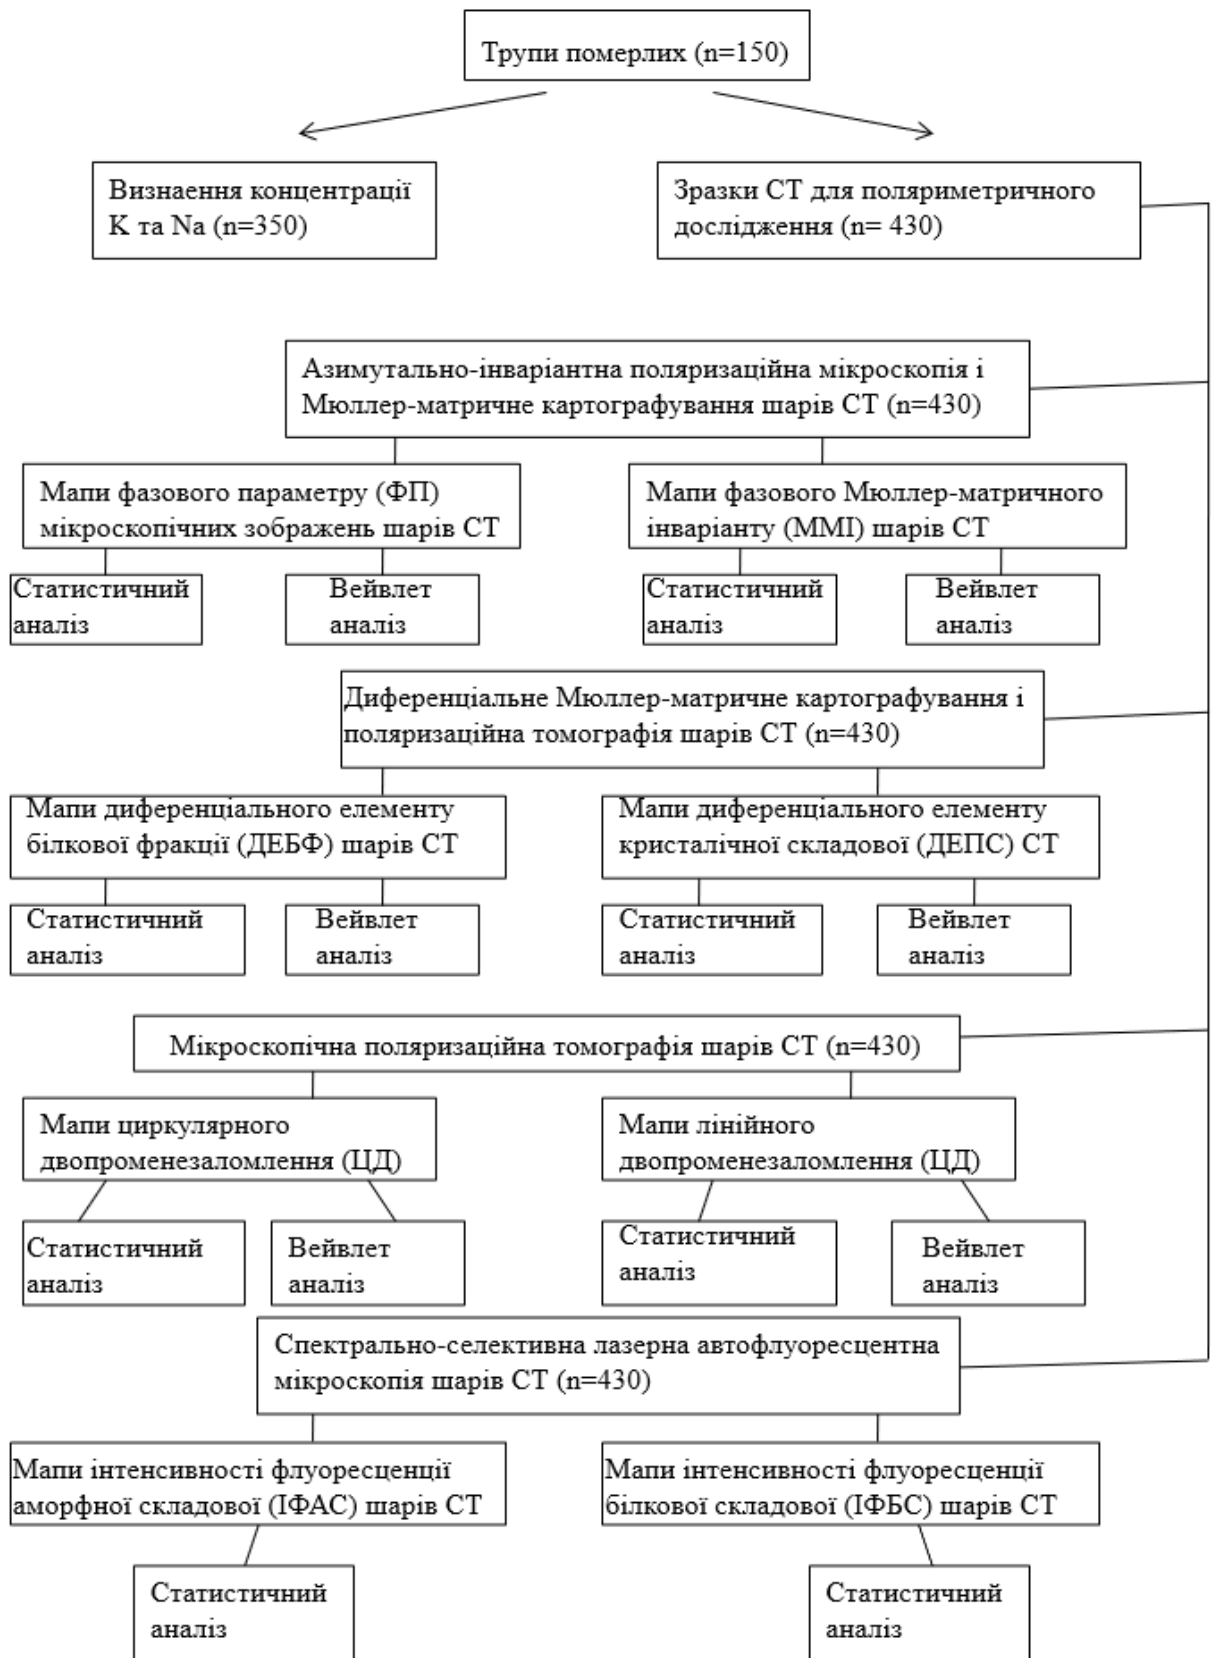 Трупи померлих (n=150)
Визнаення концентрації
K та Na (n=350)
Зразки СТ для поляриметричного
дослідження (n= 430)
Азимутально-інваріантна поляризаційна мікроскопія і
Мюллер-матричне картографування шарів СТ (n=430)
Мапи фазового параметру (ФП)
мікроскопічних зображень шарів СТ
Мапи фазового Мюллер-матричного
інваріанту (ММІ) шарів СТ
Статистичний
аналіз
Вейвлет
аналіз
Статистичний
аналіз
Вейвлет
аналіз
Диференціальне Мюллер-матричне картографування і
поляризаційна томографія шарів СТ (n=430)
Мапи диференціального елементу
білкової фракції (ДЕБФ) шарів СТ
Мапи диференціального елементу
кристалічної складової (ДЕПС) СТ
Статистичний
аналіз
Вейвлет
аналіз
Статистичний
аналіз
Вейвлет
аналіз
Мікроскопічна поляризаційна томографія шарів СТ (n=430)
Мапи циркулярного
двопроменезаломлення (ЦД)
Мапи лінійного
двопроменезаломлення (ЦД)
Статистичний
аналіз
Вейвлет
аналіз
Статистичний
аналіз
Вейвлет
аналіз
Спектрально-селективна лазерна автофлуоресцентна
мікроскопія шарів СТ (n=430)
Мапи інтенсивності флуоресценції
аморфної складової (ІФАС) шарів СТ
Мапи інтенсивності флуоресценції
білкової складової (ІФБС) шарів СТ
Статистичний
аналіз
Статистичний
аналіз